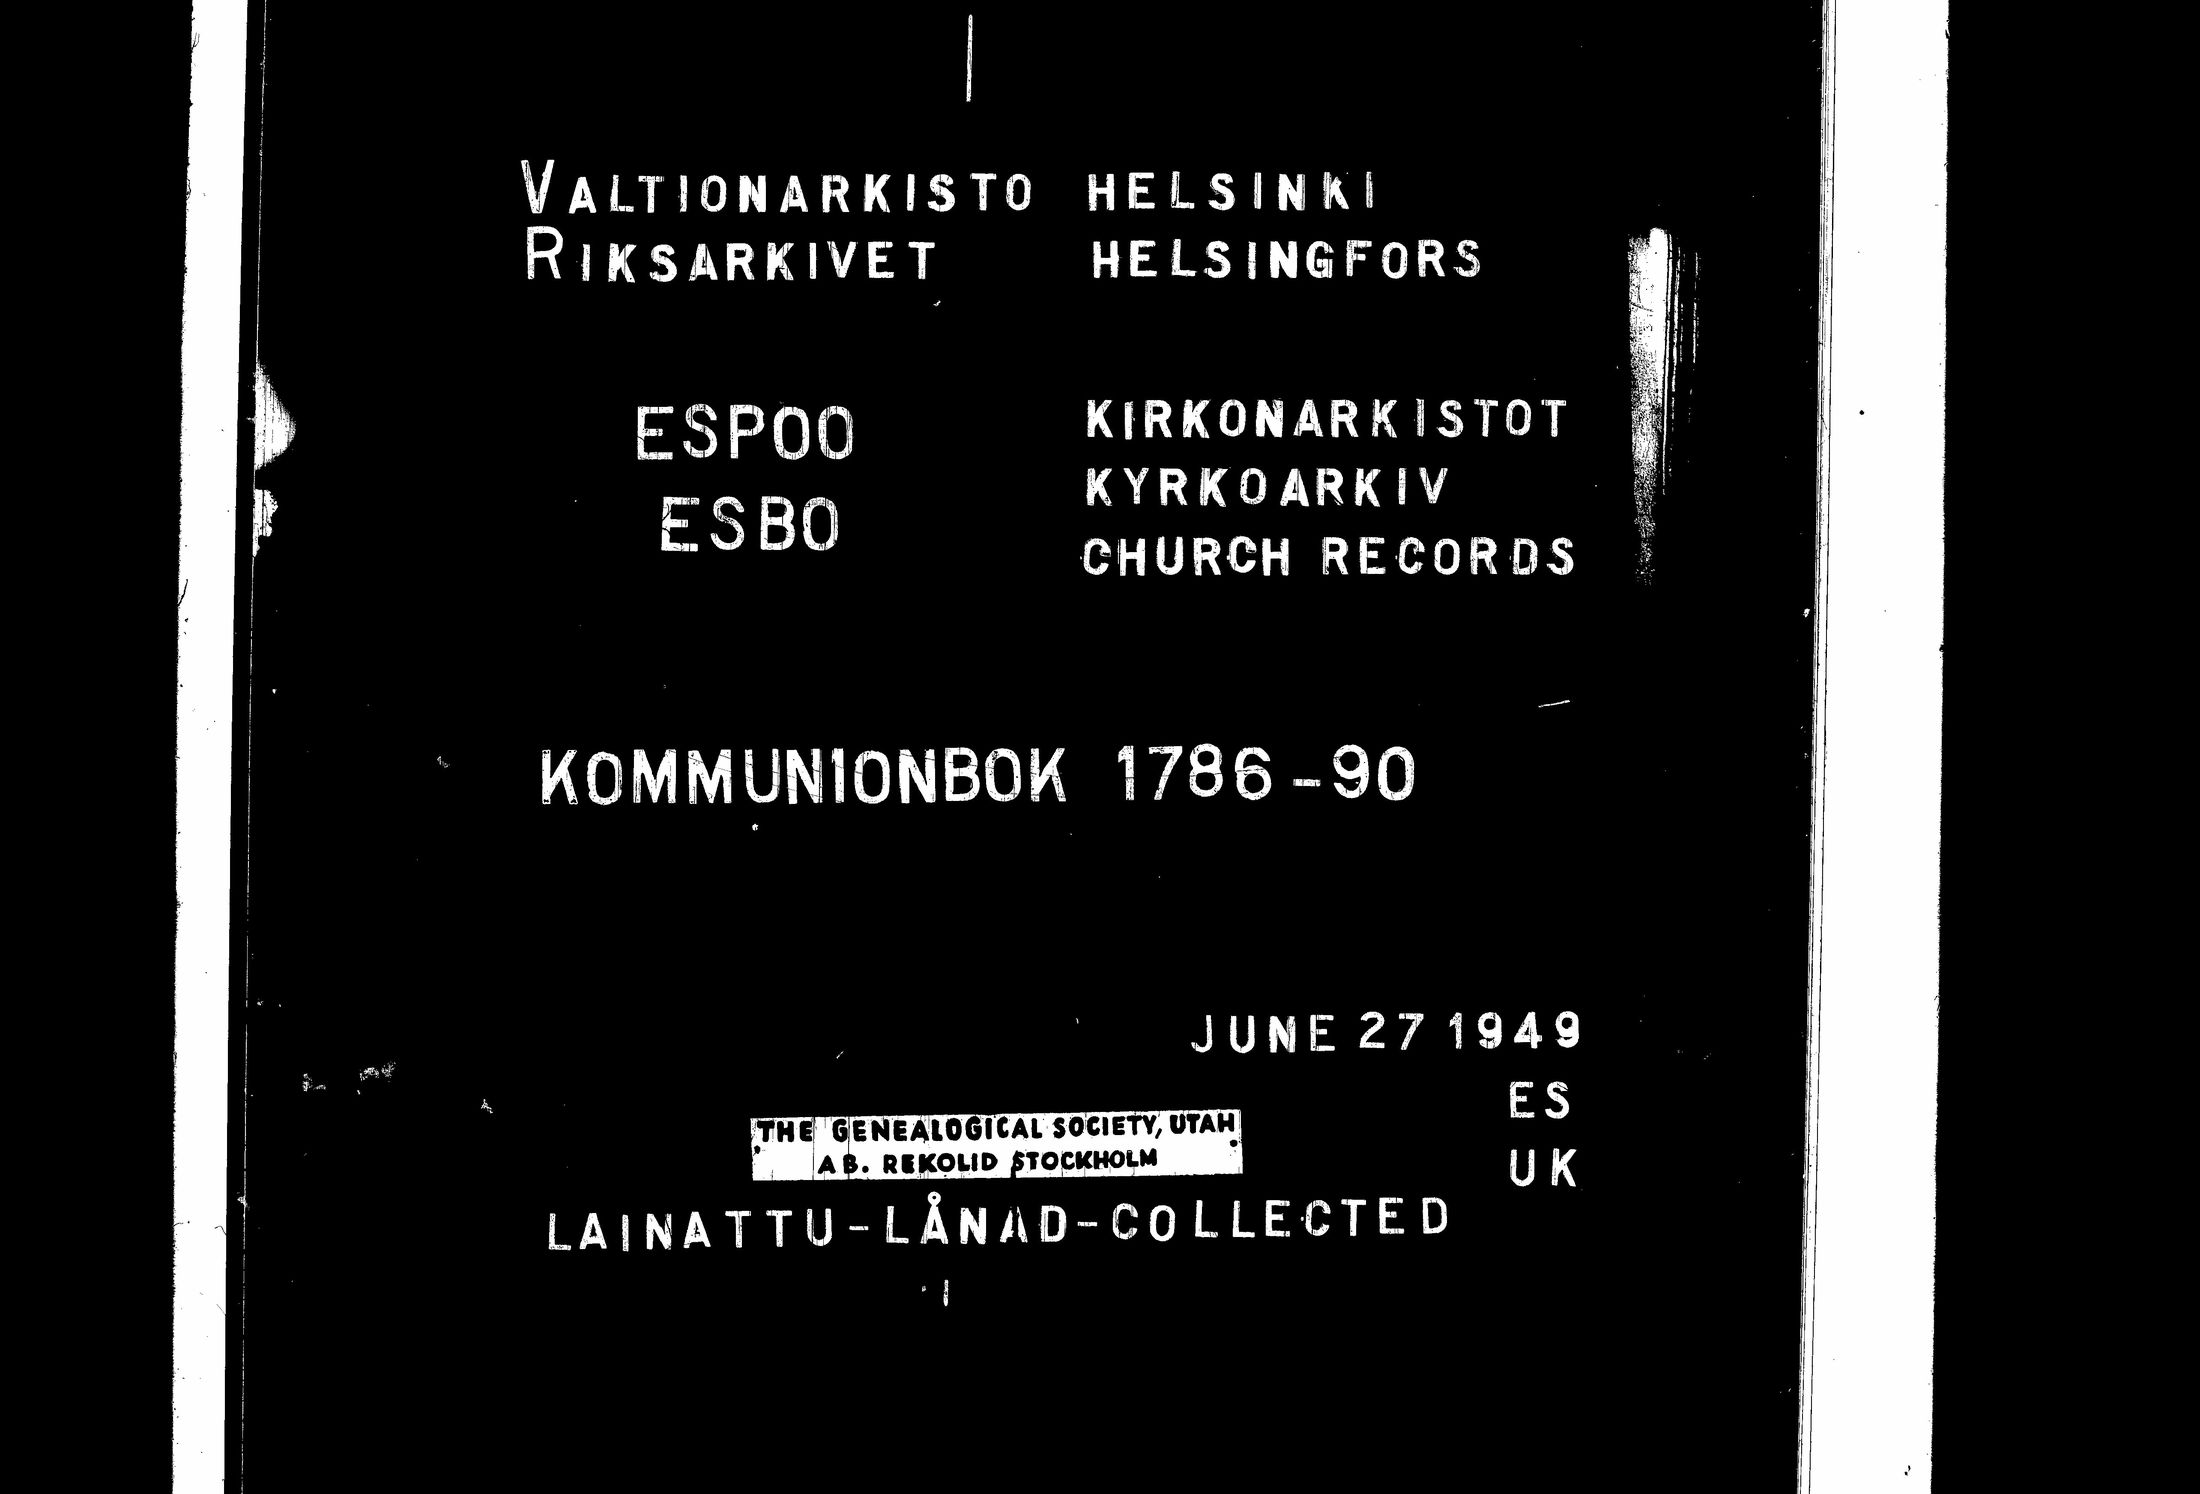 VALTIONARKISTO HELSINKI
RIKSARKIVET HELSINGFORS
ESPOO
ESBO
KIRKONARKISTOT
KYRKOARKIV
CHURCH RECORDS
KOMMUNIONBOK 1786-90
JUNE 27 1949
ES
UK
THE GENEALOGICAL SOCIETY, UTAH
AB. REKOLID STOCKHOLM
LAINATTU-LÅNAD-COLLECTED